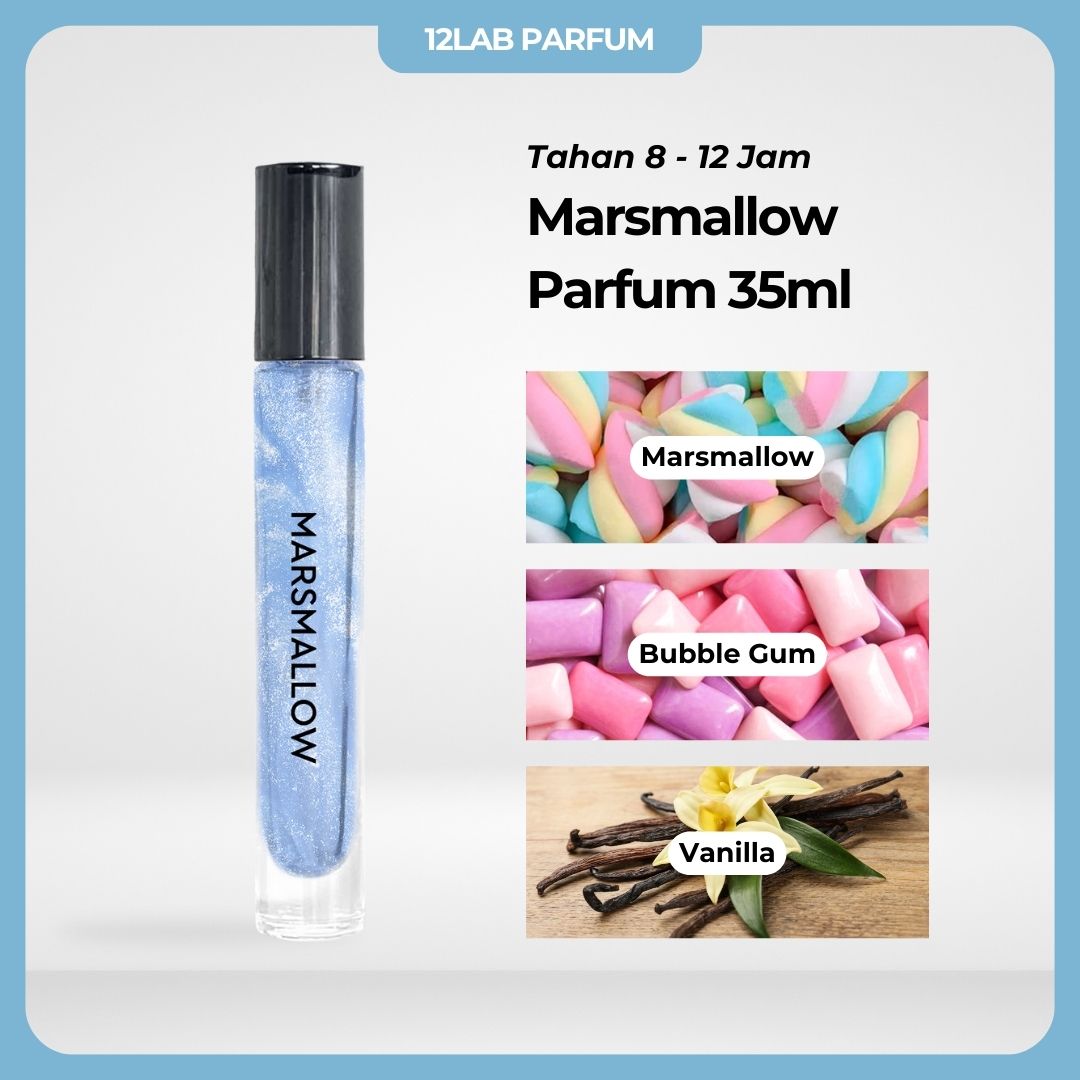 12LAB PARFUM
Tahan 8 - 12 Jam
Marsmallow
Parfum 35ml
MARSMALLOW
Marsmallow
Bubble Gum
Vanilla